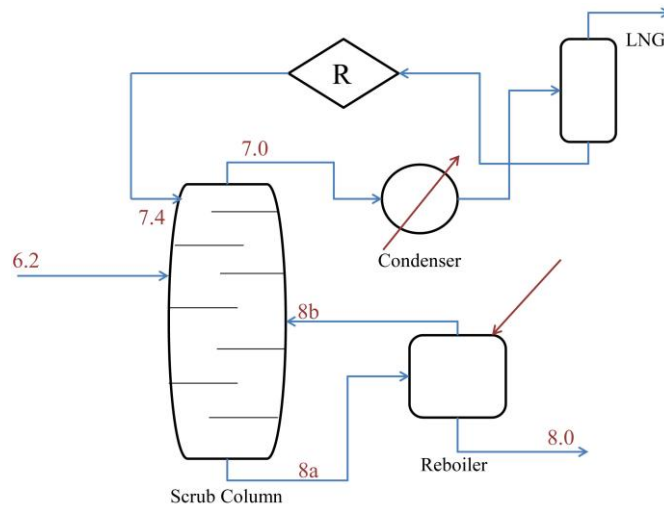 LNG
R
7.0
7.4
6.2
Condenser
8b
8.0
8a
Reboiler
Scrub Column